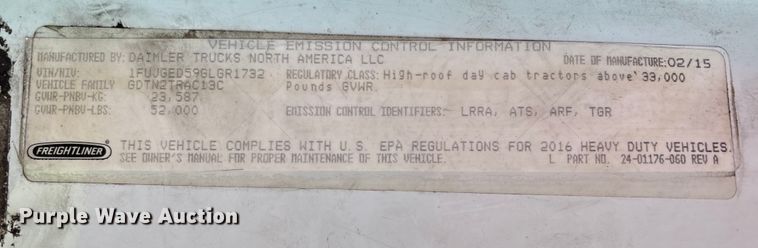 VEHICLE EMISSION CONTROL INFORMATION
MANUFACTURED BY: DAIMLER TRUCKS NORTH AMERICA LLC DATE OF MANUFACTURE: 02/15
VIN/NIV: 1FUJGED59GLGR1732 REGULATORY CLASS: High-roof day cab tractors above 33,000
VEHICLE FAMILY GDTN2TRAC13C Pounds GVWR.
GVWR-PNBV-KG: 23,587
GVWR-PNBV-LBS: 52,000 EMISSION CONTROL IDENTIFIERS: LRRA, ATS, ARF, TGR
FREIGHTLINER THIS VEHICLE COMPLIES WITH U.S. EPA REGULATIONS FOR 2016 HEAVY DUTY VEHICLES.
SEE OWNER'S MANUAL FOR PROPER MAINTENANCE OF THIS VEHICLE. L PART NO. 24-01176-060 REV A
Purple Wave Auction